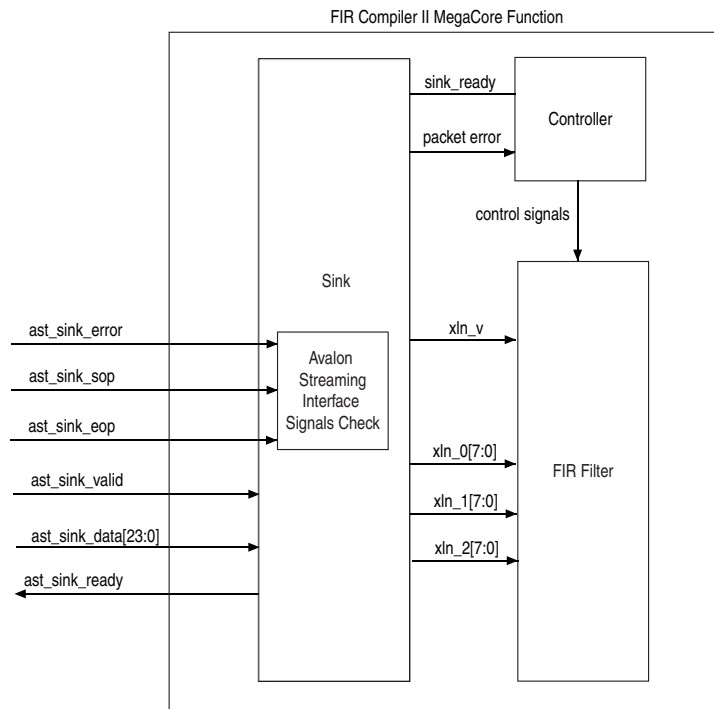 FIR Compiler II MegaCore Function
sink_ready
Controller
packet error
control signals
Sink
ast_sink_error
xln_v
Avalon
Streaming
Interface
Signals Check
ast_sink_sop
ast_sink_eop
xln_0[7:0]
FIR Filter
ast_sink_valid
xln_1[7:0]
ast_sink_data[23:0]
xln_2[7:0]
ast_sink_ready